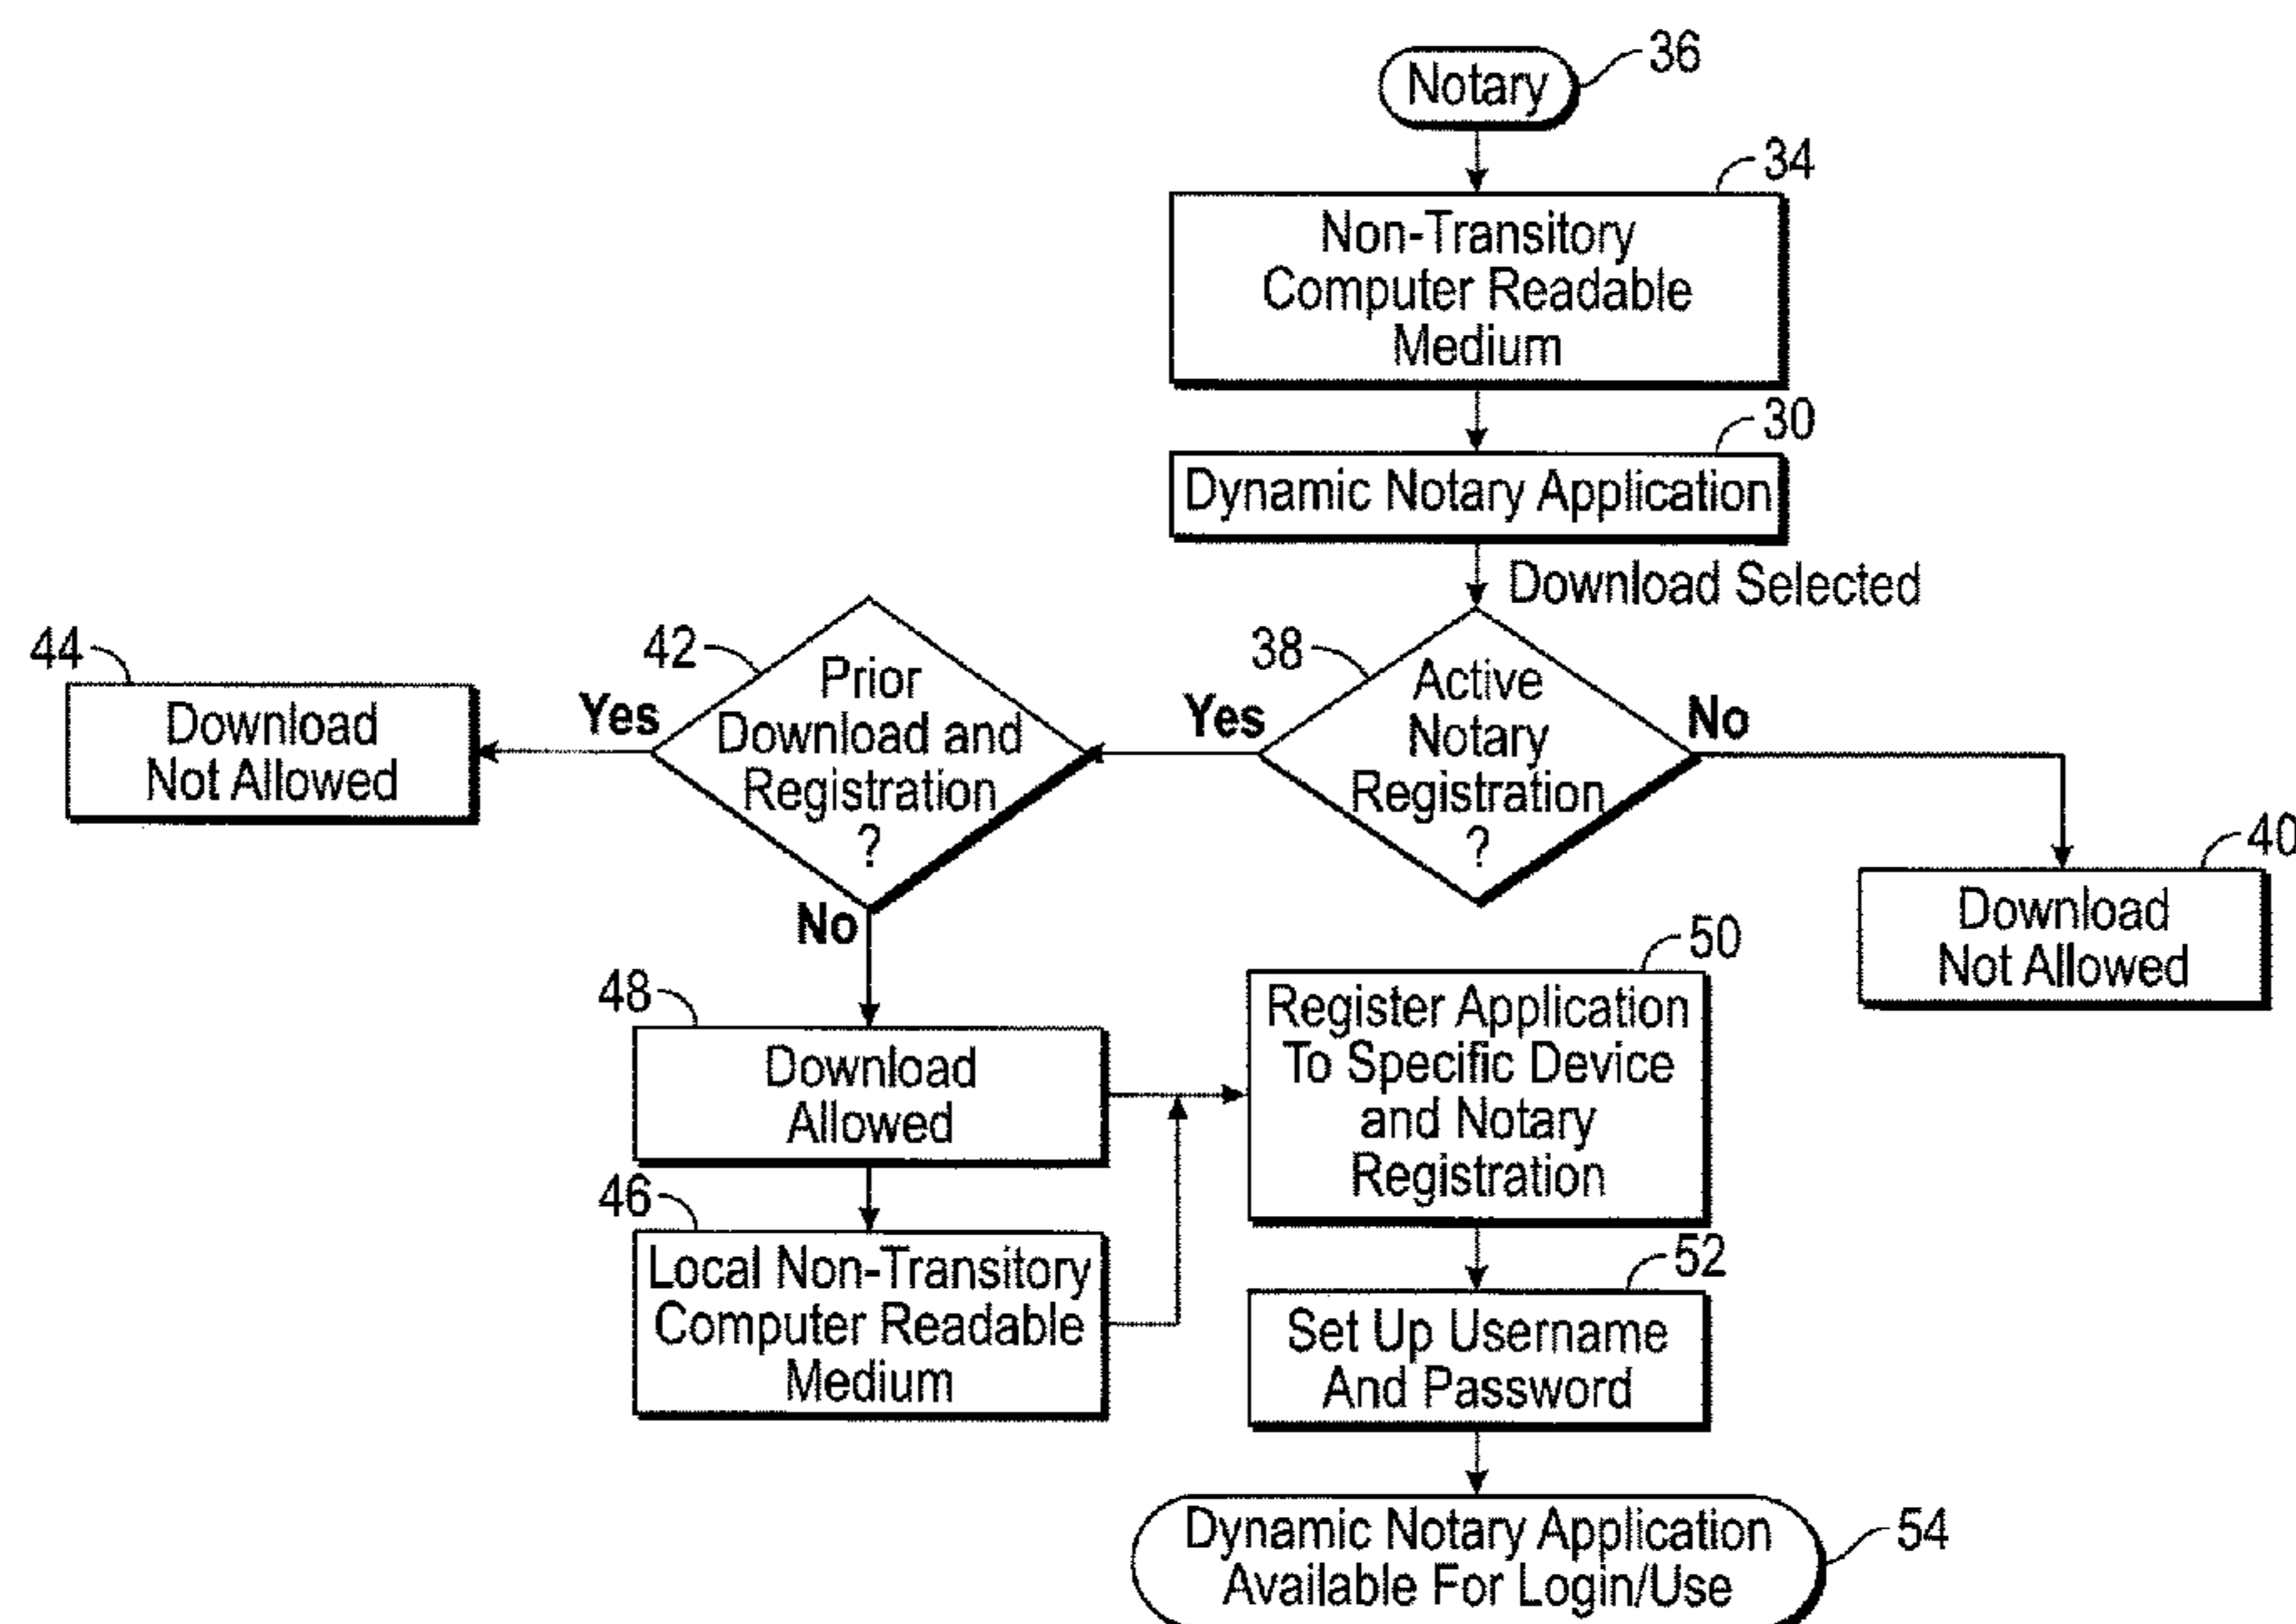 Notary
36
34
Non-Transitory
Computer Readable
Medium
30
Dynamic Notary Application
Download Selected
38
Active
Notary
Registration
?
Yes
No
42
Prior
Download and
Registration
?
Yes
No
44
Download
Not Allowed
40
Download
Not Allowed
48
Download
Allowed
46
Local Non-Transitory
Computer Readable
Medium
50
Register Application
To Specific Device
and Notary
Registration
52
Set Up Username
And Password
Dynamic Notary Application
Available For Login/Use
54